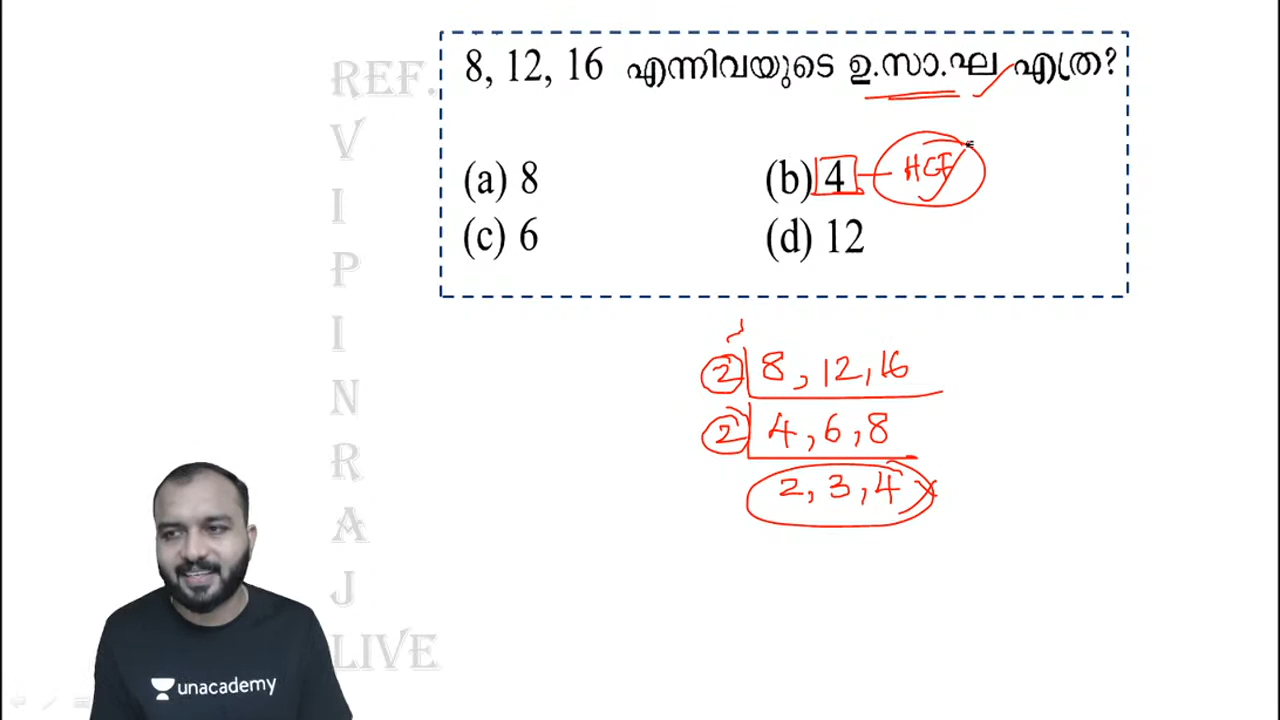 REF.
V
I
P
I
N
R
A
J
LIVE
8, 12, 16 എന്നിവയുടെ ഉ.സാ.ഘ എത്ര?
(a) 8
(b) 4 HCF
(c) 6
(d) 12
2 8, 12, 16
2 4, 6, 8
2, 3, 4
unacademy